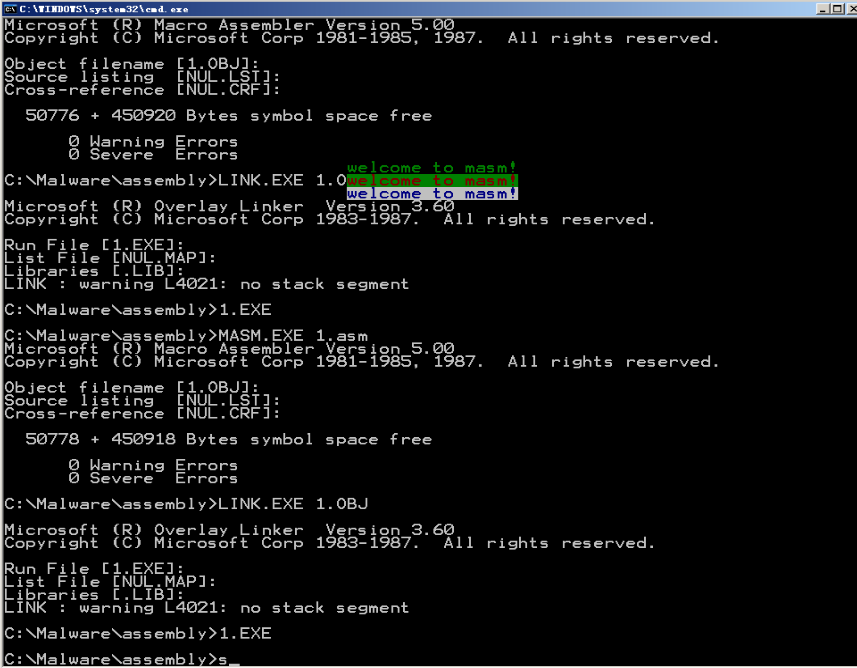 C:\WINDOWS\system32\cmd.exe
Microsoft (R) Macro Assembler Version 5.00
Copyright (C) Microsoft Corp 1981-1985, 1987.  All rights reserved.
Object filename [1.OBJ]:
Source listing  [NUL.LST]:
Cross-reference [NUL.CRF]:
50776 + 450920 Bytes symbol space free
0 Warning Errors
0 Severe  Errors
welcome to masm!
C:\Malware\assembly>LINK.EXE 1.O
welcome to masm!
welcome to masm!
Microsoft (R) Overlay Linker  Version 3.60
Copyright (C) Microsoft Corp 1983-1987.  All rights reserved.
Run File [1.EXE]:
List File [NUL.MAP]:
Libraries [.LIB]:
LINK : warning L4021: no stack segment
C:\Malware\assembly>1.EXE
C:\Malware\assembly>MASM.EXE 1.asm
Microsoft (R) Macro Assembler Version 5.00
Copyright (C) Microsoft Corp 1981-1985, 1987.  All rights reserved.
Object filename [1.OBJ]:
Source listing  [NUL.LST]:
Cross-reference [NUL.CRF]:
50778 + 450918 Bytes symbol space free
0 Warning Errors
0 Severe  Errors
C:\Malware\assembly>LINK.EXE 1.OBJ
Microsoft (R) Overlay Linker  Version 3.60
Copyright (C) Microsoft Corp 1983-1987.  All rights reserved.
Run File [1.EXE]:
List File [NUL.MAP]:
Libraries [.LIB]:
LINK : warning L4021: no stack segment
C:\Malware\assembly>1.EXE
C:\Malware\assembly>s_